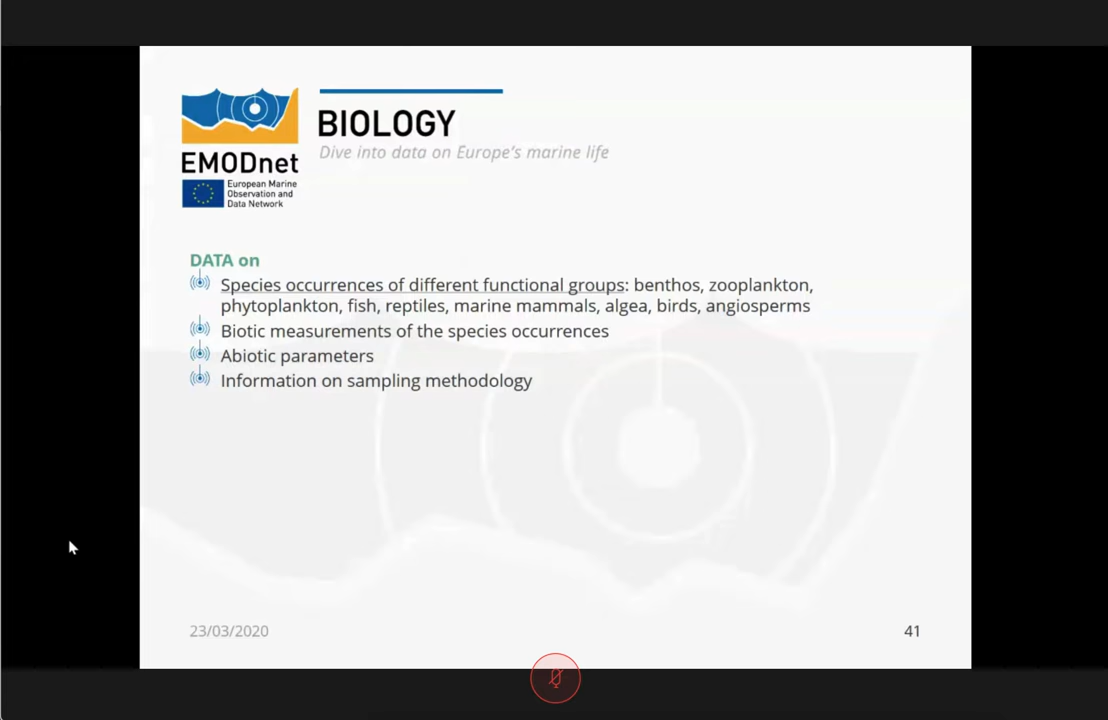 BIOLOGY
Dive into data on Europe's marine life
EMODnet
European Marine
Observation and
Data Network
DATA on
Species occurrences of different functional groups: benthos, zooplankton,
phytoplankton, fish, reptiles, marine mammals, algea, birds, angiosperms
Biotic measurements of the species occurrences
Abiotic parameters
Information on sampling methodology
23/03/2020
41